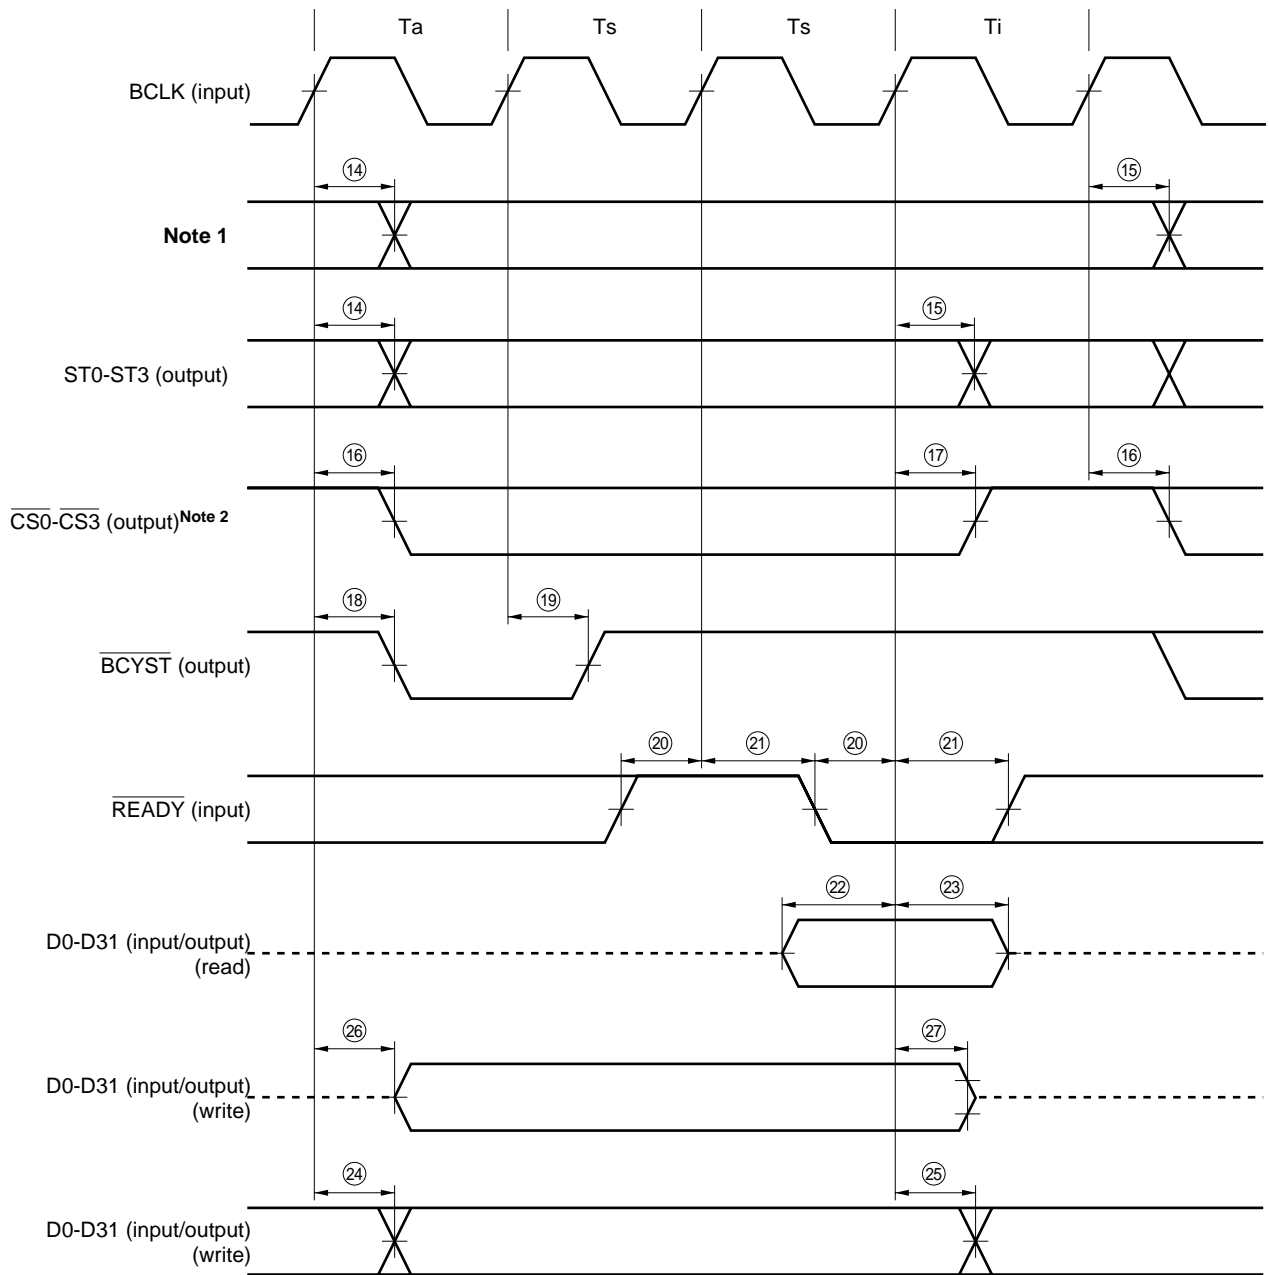 Ta Ts Ts Ti
BCLK (input)
⑭ ⑮
Note 1
⑭ ⑮
ST0-ST3 (output)
⑯ ⑰ ⑯
CS0-CS3 (output)Note 2
⑱ ⑲
BCYST (output)
⑳ ㉑ ⑳ ㉑
READY (input)
㉒ ㉓
D0-D31 (input/output)
(read)
㉖ ㉗
D0-D31 (input/output)
(write)
㉔ ㉕
D0-D31 (input/output)
(write)